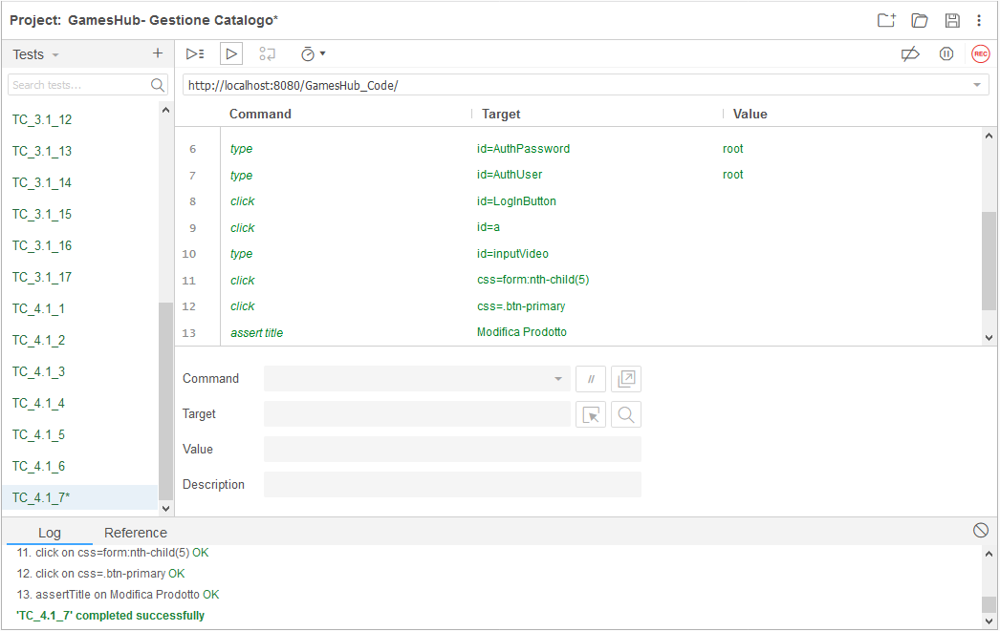 Project: GamesHub- Gestione Catalogo*
Tests
+
REC
Search tests...
http://localhost:8080/GamesHub_Code/
TC_3.1_12
TC_3.1_13
TC_3.1_14
TC_3.1_15
TC_3.1_16
TC_3.1_17
TC_4.1_1
TC_4.1_2
TC_4.1_3
TC_4.1_4
TC_4.1_5
TC_4.1_6
TC_4.1_7*
Command Target Value
6 type id=AuthPassword root
7 type id=AuthUser root
8 click id=LogInButton
9 click id=a
10 type id=inputVideo
11 click css=form:nth-child(5)
12 click css=.btn-primary
13 assert title Modifica Prodotto
Command //
Target
Value
Description
Log Reference
11. click on css=form:nth-child(5) OK
12. click on css=.btn-primary OK
13. assertTitle on Modifica Prodotto OK
'TC_4.1_7' completed successfully